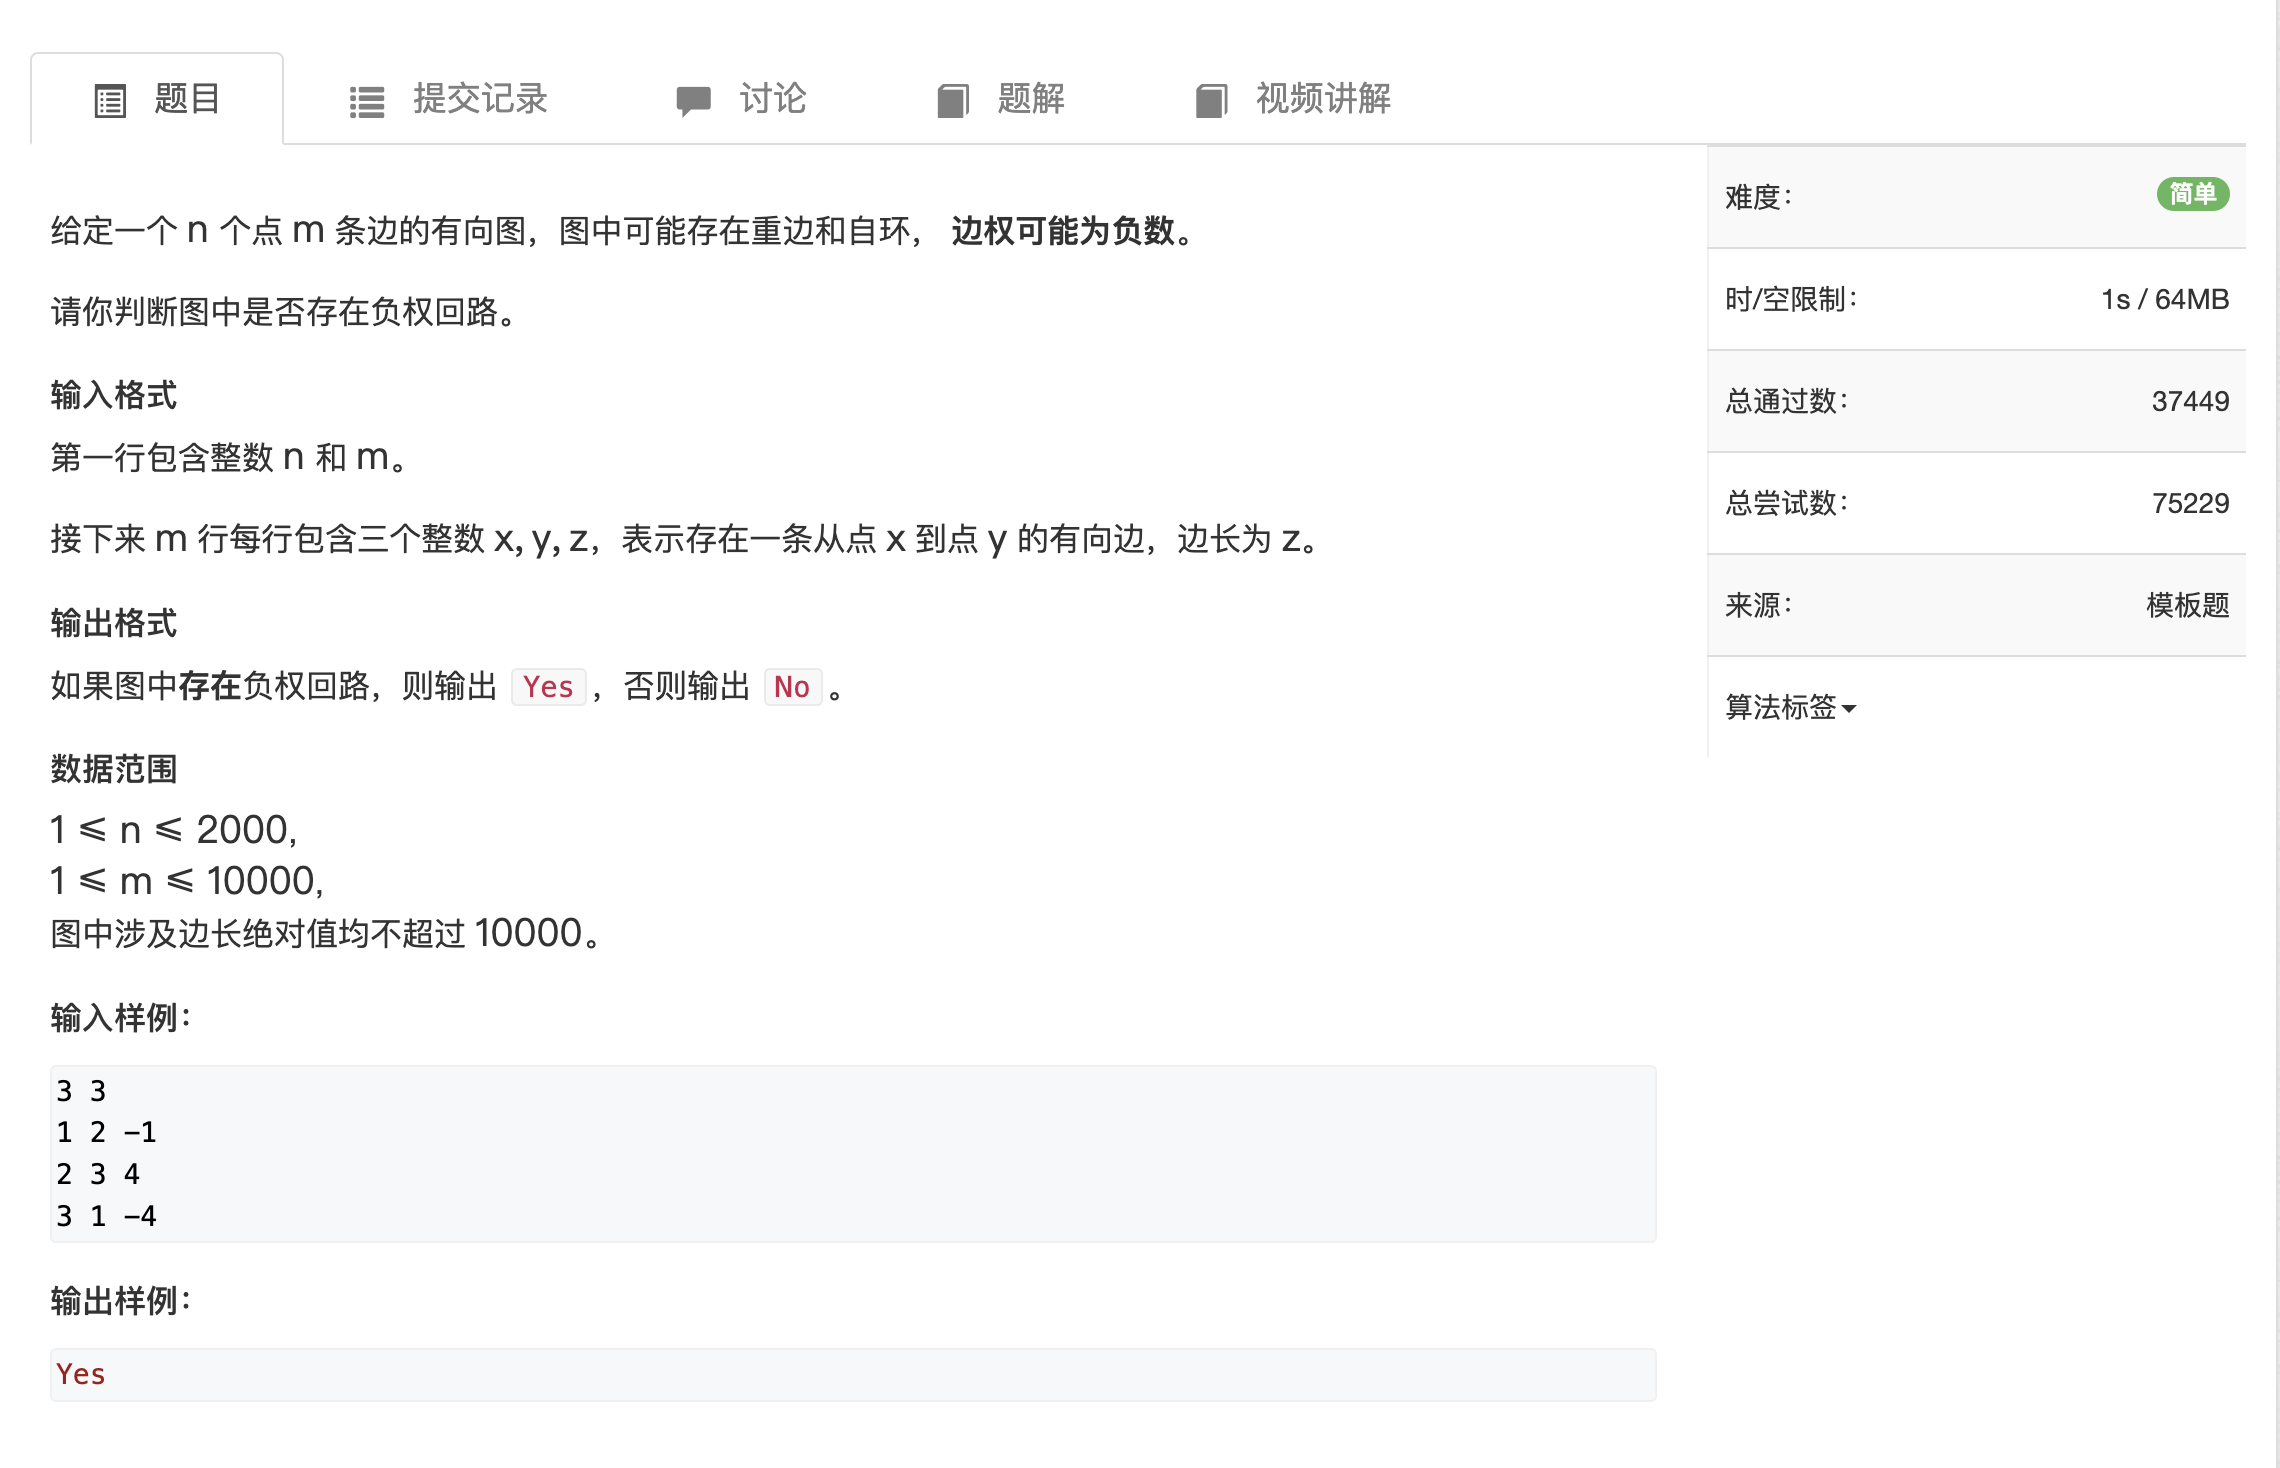 题目 提交记录 讨论 题解 视频讲解
给定一个 n 个点 m 条边的有向图，图中可能存在重边和自环， 边权可能为负数。
请你判断图中是否存在负权回路。
输入格式
第一行包含整数 n 和 m。
接下来 m 行每行包含三个整数 x, y, z，表示存在一条从点 x 到点 y 的有向边，边长为 z。
输出格式
如果图中存在负权回路，则输出 Yes，否则输出 No。
数据范围
1 ≤ n ≤ 2000,
1 ≤ m ≤ 10000,
图中涉及边长绝对值均不超过 10000。
输入样例：
3 3
1 2 -1
2 3 4
3 1 -4
输出样例：
Yes
难度： 简单
时/空限制： 1s / 64MB
总通过数： 37449
总尝试数： 75229
来源： 模板题
算法标签